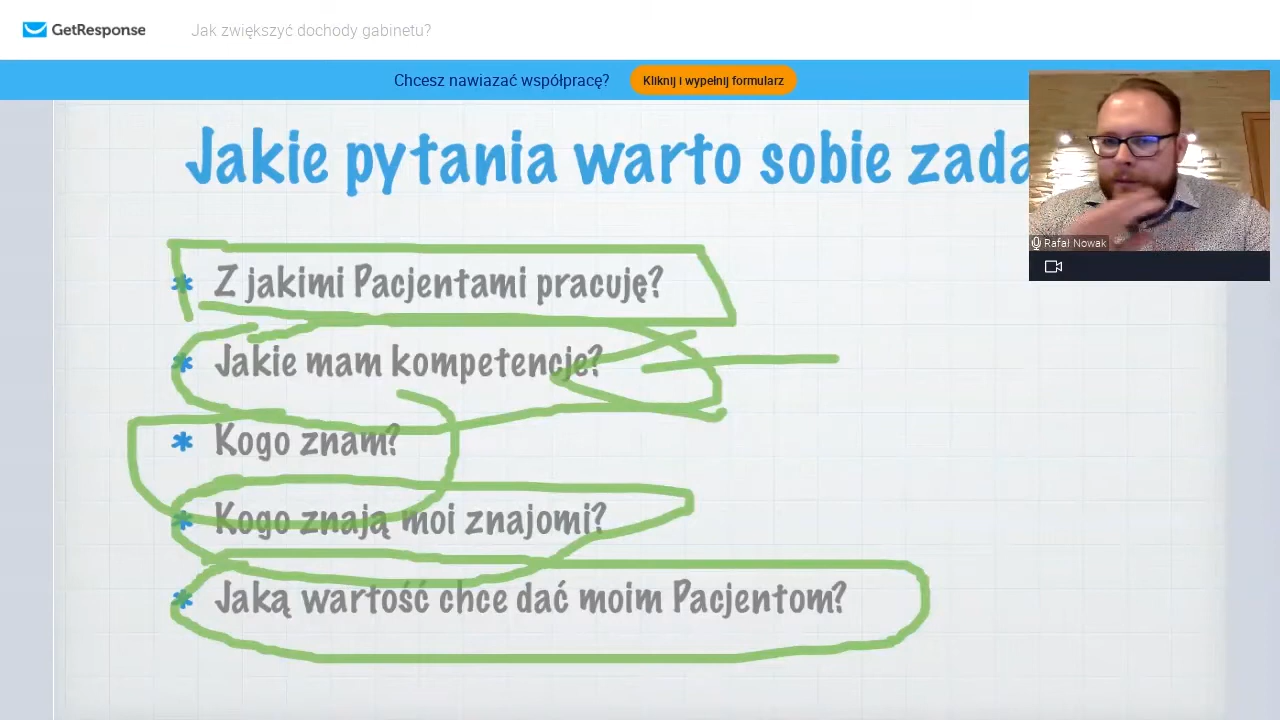 GetResponse
Jak zwiększyć dochody gabinetu?
Chcesz nawiazać współpracę?
Kliknij i wypełnij formularz
Jakie pytania warto sobie zada
Rafał Nowak
* Z jakimi Pacjentami pracuję?
* Jakie mam kompetencje?
* Kogo znam?
* Kogo znają moi znajomi?
* Jaką wartość chce dać moim Pacjentom?